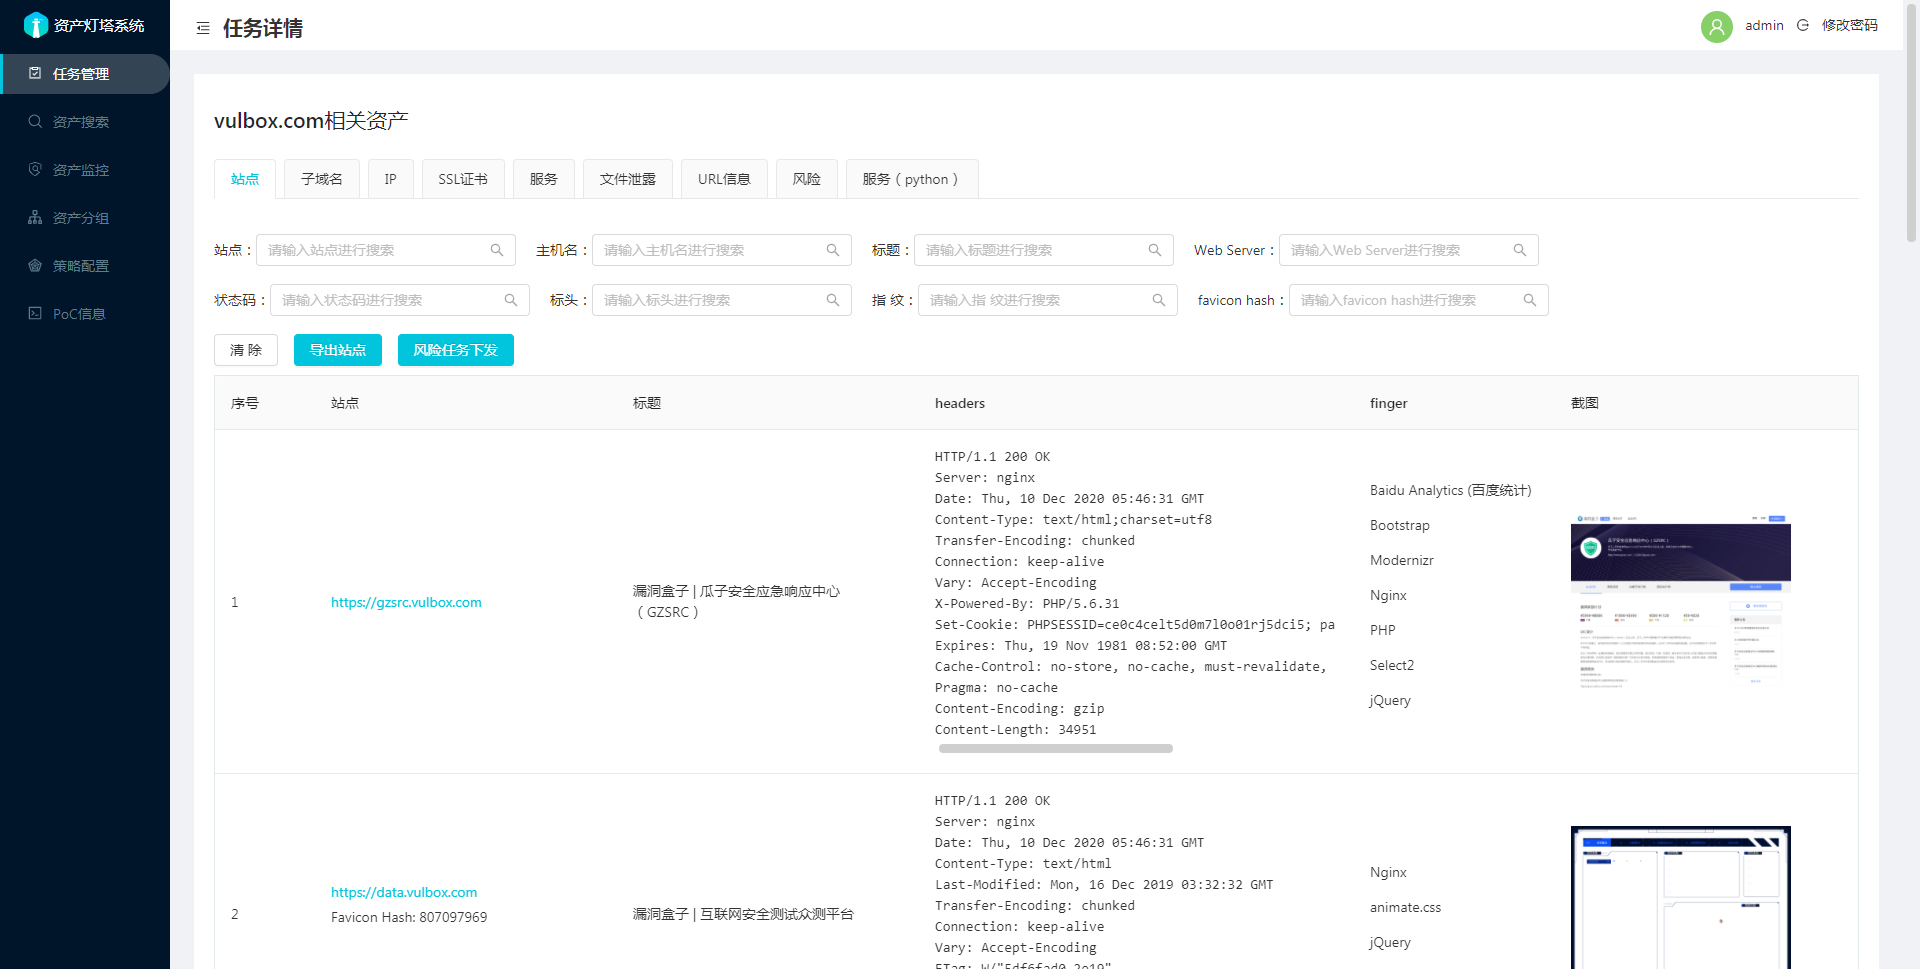 资产灯塔系统
任务管理
资产搜索
资产监控
资产分组
策略配置
PoC信息
任务详情
admin
修改密码
vulbox.com相关资产
站点
子域名
IP
SSL证书
服务
文件泄露
URL信息
风险
服务（python）
站点：
请输入站点进行搜索
主机名：
请输入主机名进行搜索
标题：
请输入标题进行搜索
Web Server：
请输入Web Server进行搜索
状态码：
请输入状态码进行搜索
标头：
请输入标头进行搜索
指 纹：
请输入指 纹进行搜索
favicon hash：
请输入favicon hash进行搜索
清 除
导出站点
风险任务下发
序号
站点
标题
headers
finger
截图
1
https://gzsrc.vulbox.com
漏洞盒子 | 瓜子安全应急响应中心
（GZSRC）
HTTP/1.1 200 OK
Server: nginx
Date: Thu, 10 Dec 2020 05:46:31 GMT
Content-Type: text/html;charset=utf8
Transfer-Encoding: chunked
Connection: keep-alive
Vary: Accept-Encoding
X-Powered-By: PHP/5.6.31
Set-Cookie: PHPSESSID=ce0c4celt5d0m7l0o01rj5dci5; pa
Expires: Thu, 19 Nov 1981 08:52:00 GMT
Cache-Control: no-store, no-cache, must-revalidate,
Pragma: no-cache
Content-Encoding: gzip
Content-Length: 34951
Baidu Analytics (百度统计)
Bootstrap
Modernizr
Nginx
PHP
Select2
jQuery
2
https://data.vulbox.com
Favicon Hash: 807097969
漏洞盒子 | 互联网安全测试众测平台
HTTP/1.1 200 OK
Server: nginx
Date: Thu, 10 Dec 2020 05:46:31 GMT
Content-Type: text/html
Last-Modified: Mon, 16 Dec 2019 03:32:32 GMT
Transfer-Encoding: chunked
Connection: keep-alive
Vary: Accept-Encoding
ETag: W/"5df6fad0-2e19"
Nginx
animate.css
jQuery